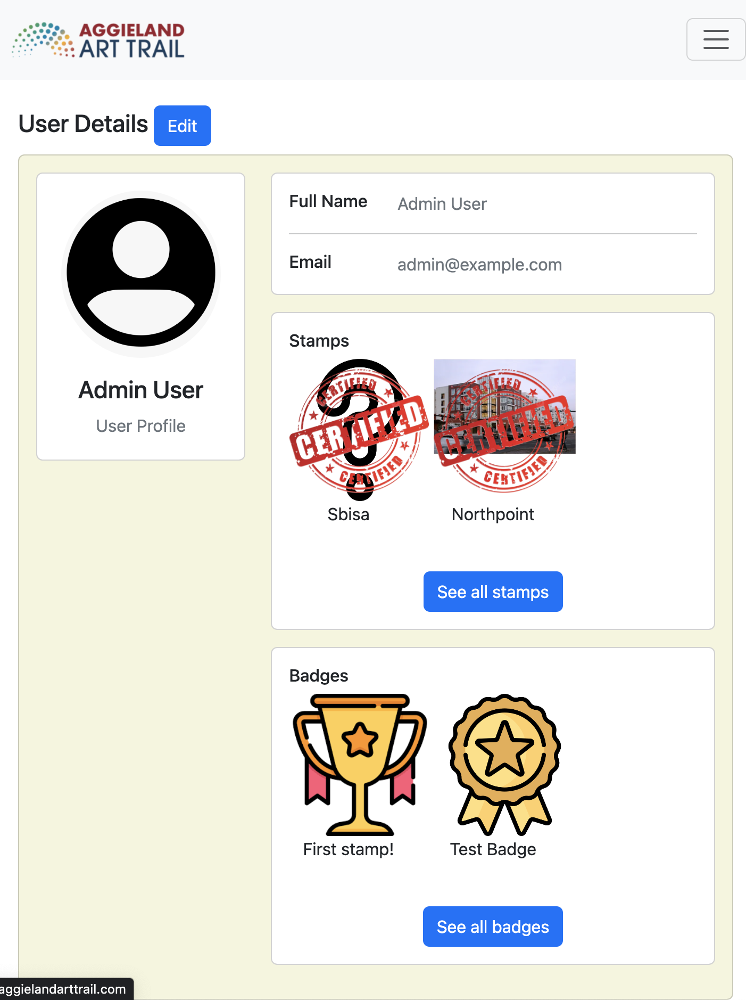 AGGIELAND
ART TRAIL
User Details Edit
Admin User
User Profile
Full Name Admin User
Email admin@example.com
Stamps
CERTIFIED
CERTIFIED
CERTIFIED
CERTIFIED
CERTIFIED
CERTIFIED
Sbisa Northpoint
See all stamps
Badges
First stamp! Test Badge
See all badges
aggielandarttrail.com